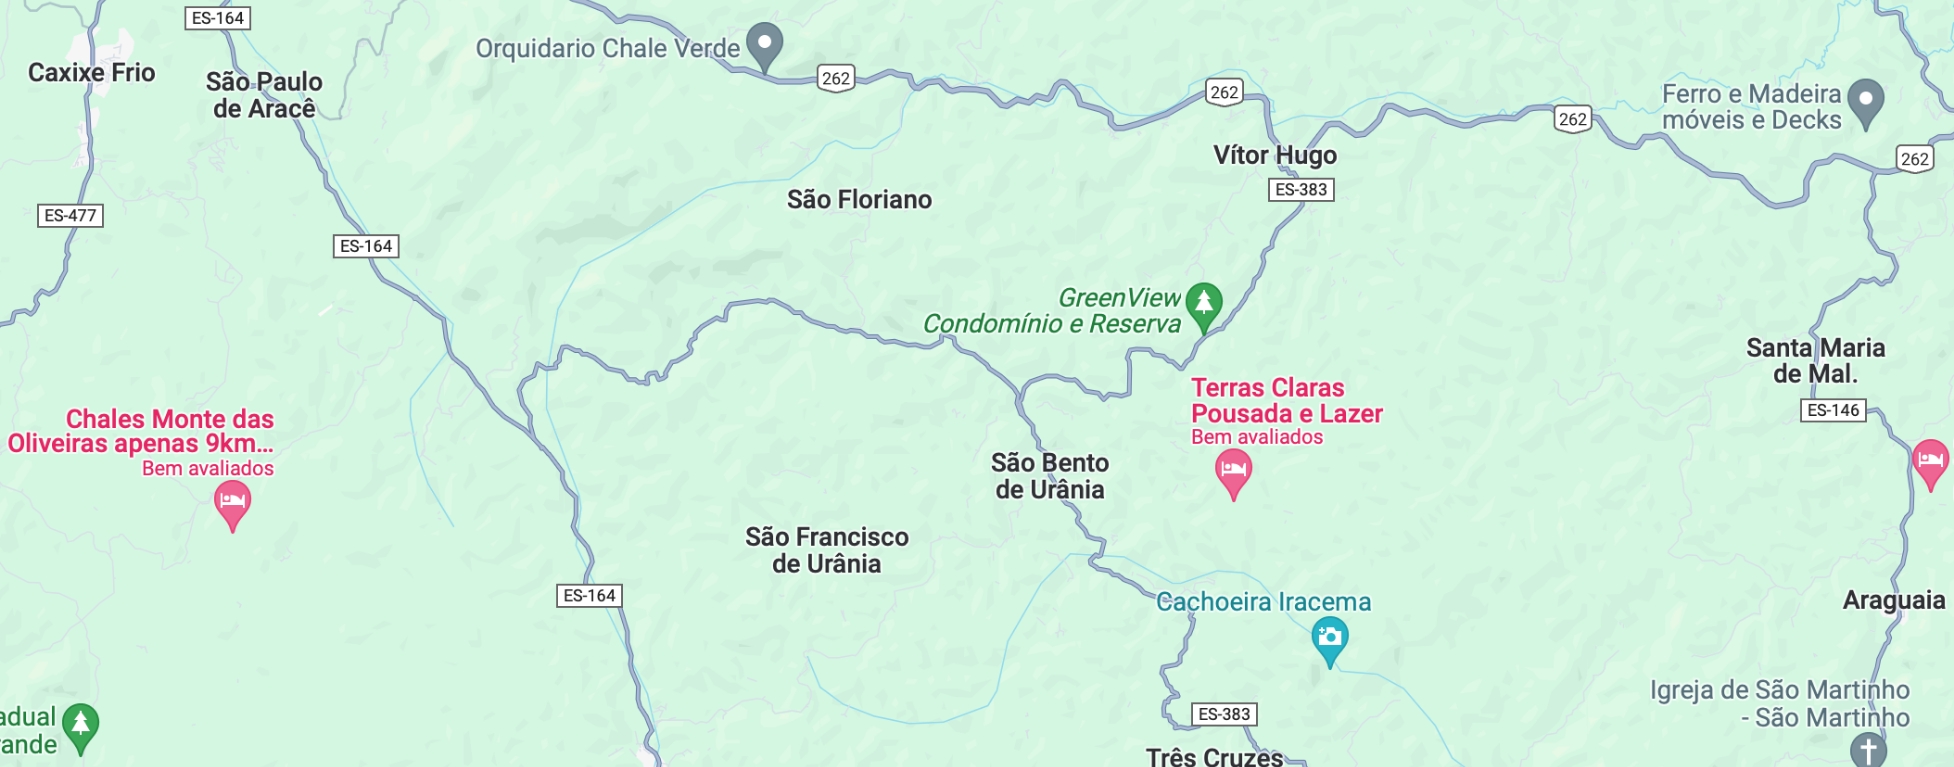 ES-164
Caxixe Frio
São Paulo
de Aracê
Orquidario Chale Verde
262
262
262
262
Ferro e Madeira
móveis e Decks
Vítor Hugo
ES-383
São Floriano
ES-477
ES-164
GreenView
Condomínio e Reserva
Santa Maria
de Mal.
ES-146
Terras Claras
Pousada e Lazer
Bem avaliados
Chales Monte das
Oliveiras apenas 9km...
Bem avaliados
São Bento
de Urânia
São Francisco
de Urânia
ES-164
Cachoeira Iracema
Araguaia
adual
ande
ES-383
Três Cruzes
Igreja de São Martinho
- São Martinho